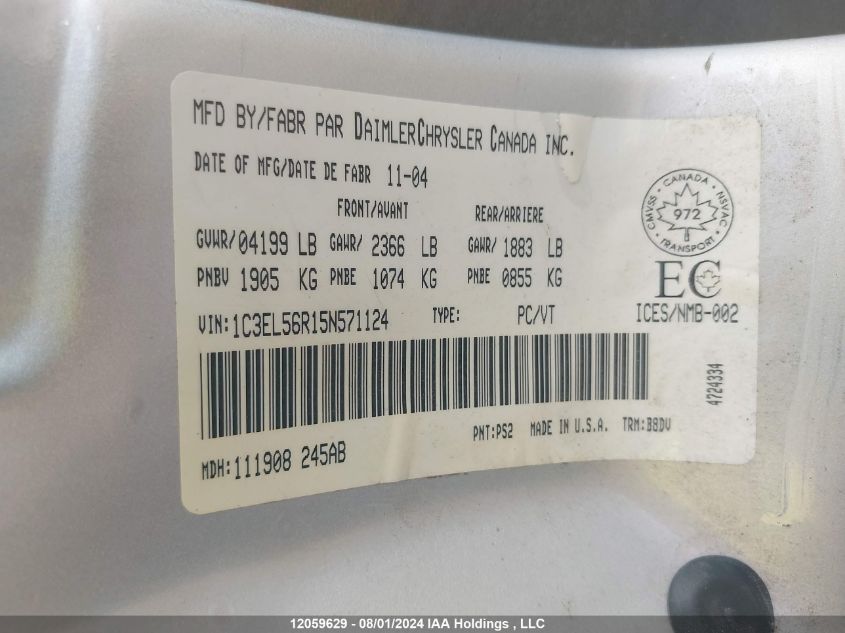 MFD BY/FABR PAR DAIMLERCHRYSLER CANADA INC.
DATE OF MFG/DATE DE FABR 11-04
FRONT/AVANT REAR/ARRIERE
GVWR/04199 LB GAWR/ 2366 LB GAWR/ 1883 LB
PNBV 1905 KG PNBE 1074 KG PNBE 0855 KG
VIN:1C3EL56R15N571124 TYPE: PC/VT
CANADA
CMVSS
NSVAC
972
TRANSPORT
EC
ICES/NMB-002
4724334
PNT:PS2 MADE IN U.S.A. TRM:B8DV
MDH:111908 245AB
12059629 - 08/01/2024 IAA Holdings , LLC